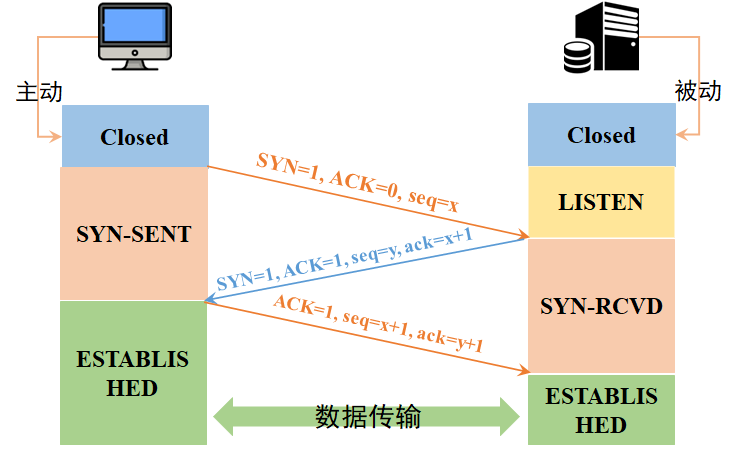 主动
被动
Closed
Closed
SYN=1, ACK=0, seq=x
LISTEN
SYN-SENT
SYN=1, ACK=1, seq=y, ack=x+1
SYN-RCVD
ACK=1, seq=x+1, ack=y+1
ESTABLIS
HED
ESTABLIS
HED
数据传输